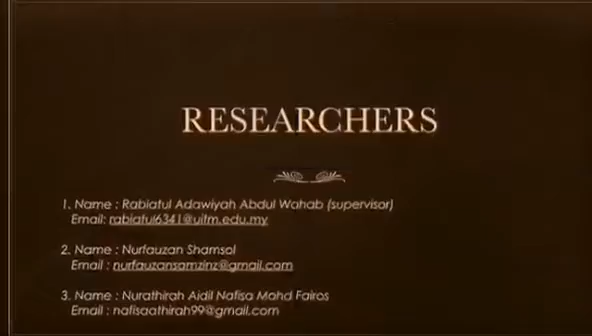 RESEARCHERS
1. Name : Rabiatul Adawiyah Abdul Wahab (supervisor)
Email: rabiatul6341@uitm.edu.my
2. Name : Nurfauzan Shamsol
Email : nurfauzansamzinz@gmail.com
3. Name : Nurathirah Aidil Nafisa Mohd Fairos
Email : nafisaathirah99@gmail.com